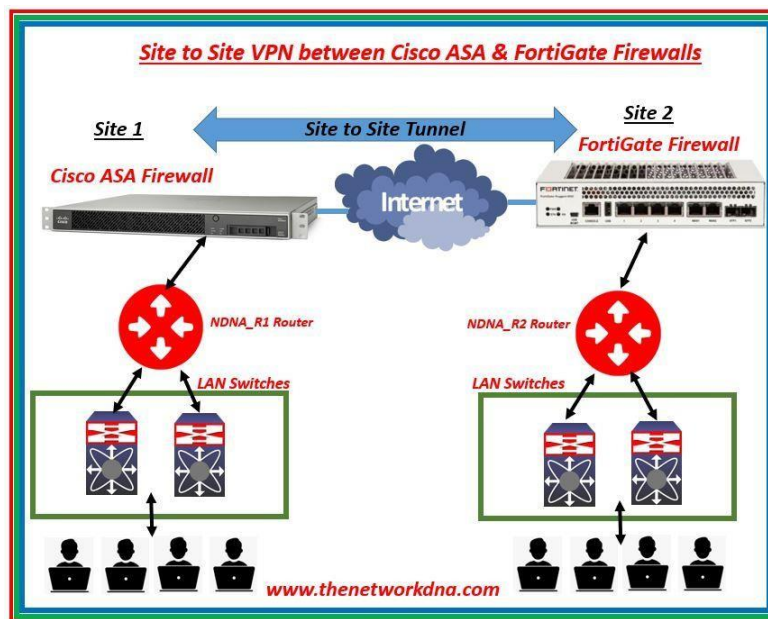 Site to Site VPN between Cisco ASA & FortiGate Firewalls
Site 1
Site to Site Tunnel
Site 2
FortiGate Firewall
Cisco ASA Firewall
Internet
FORTINET
NDNA_R1 Router
NDNA_R2 Router
LAN Switches
LAN Switches
www.thenetworkdna.com